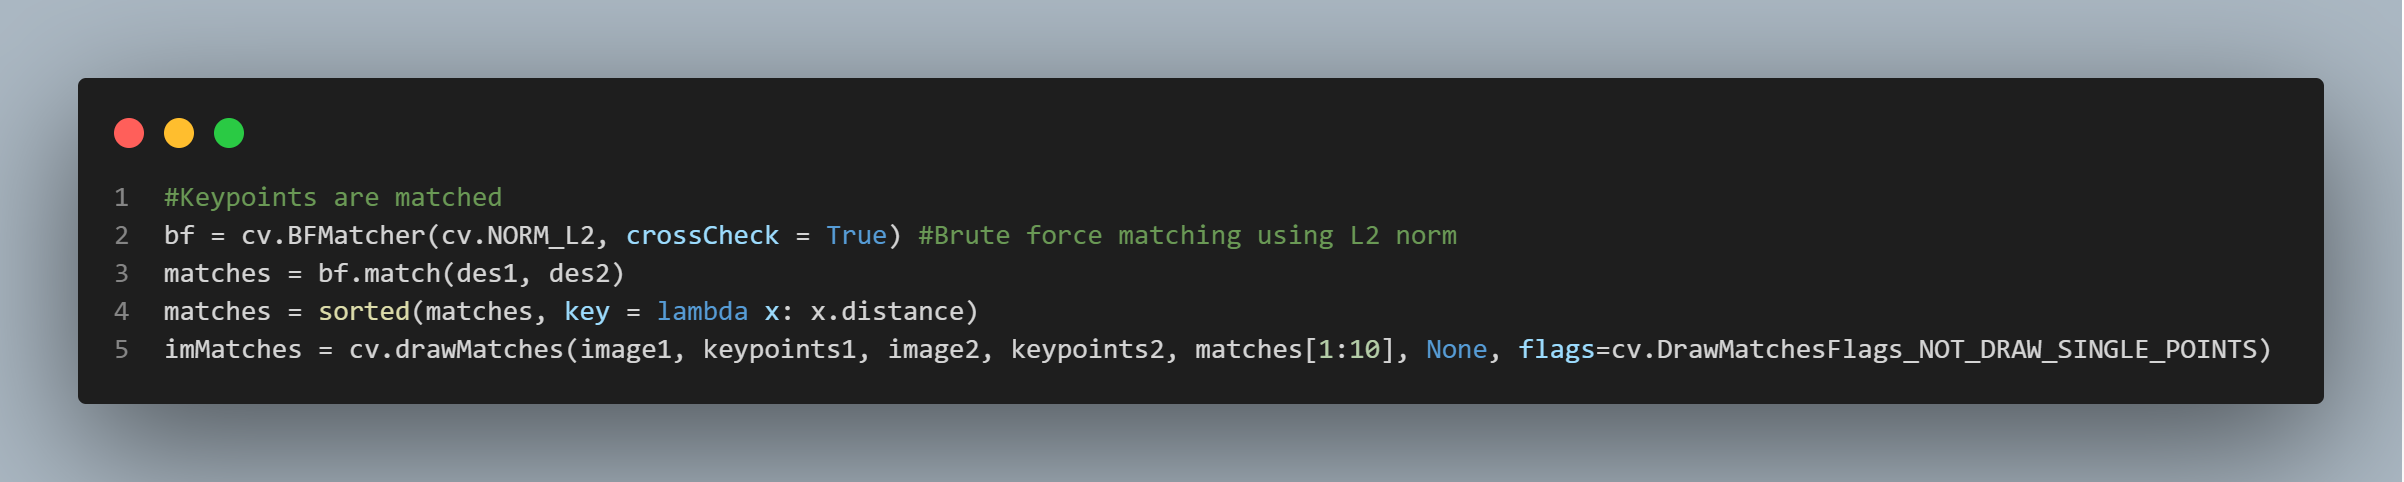 1 #Keypoints are matched
2 bf = cv.BFMatcher(cv.NORM_L2, crossCheck = True) #Brute force matching using L2 norm
3 matches = bf.match(des1, des2)
4 matches = sorted(matches, key = lambda x: x.distance)
5 imMatches = cv.drawMatches(image1, keypoints1, image2, keypoints2, matches[1:10], None, flags=cv.DrawMatchesFlags_NOT_DRAW_SINGLE_POINTS)